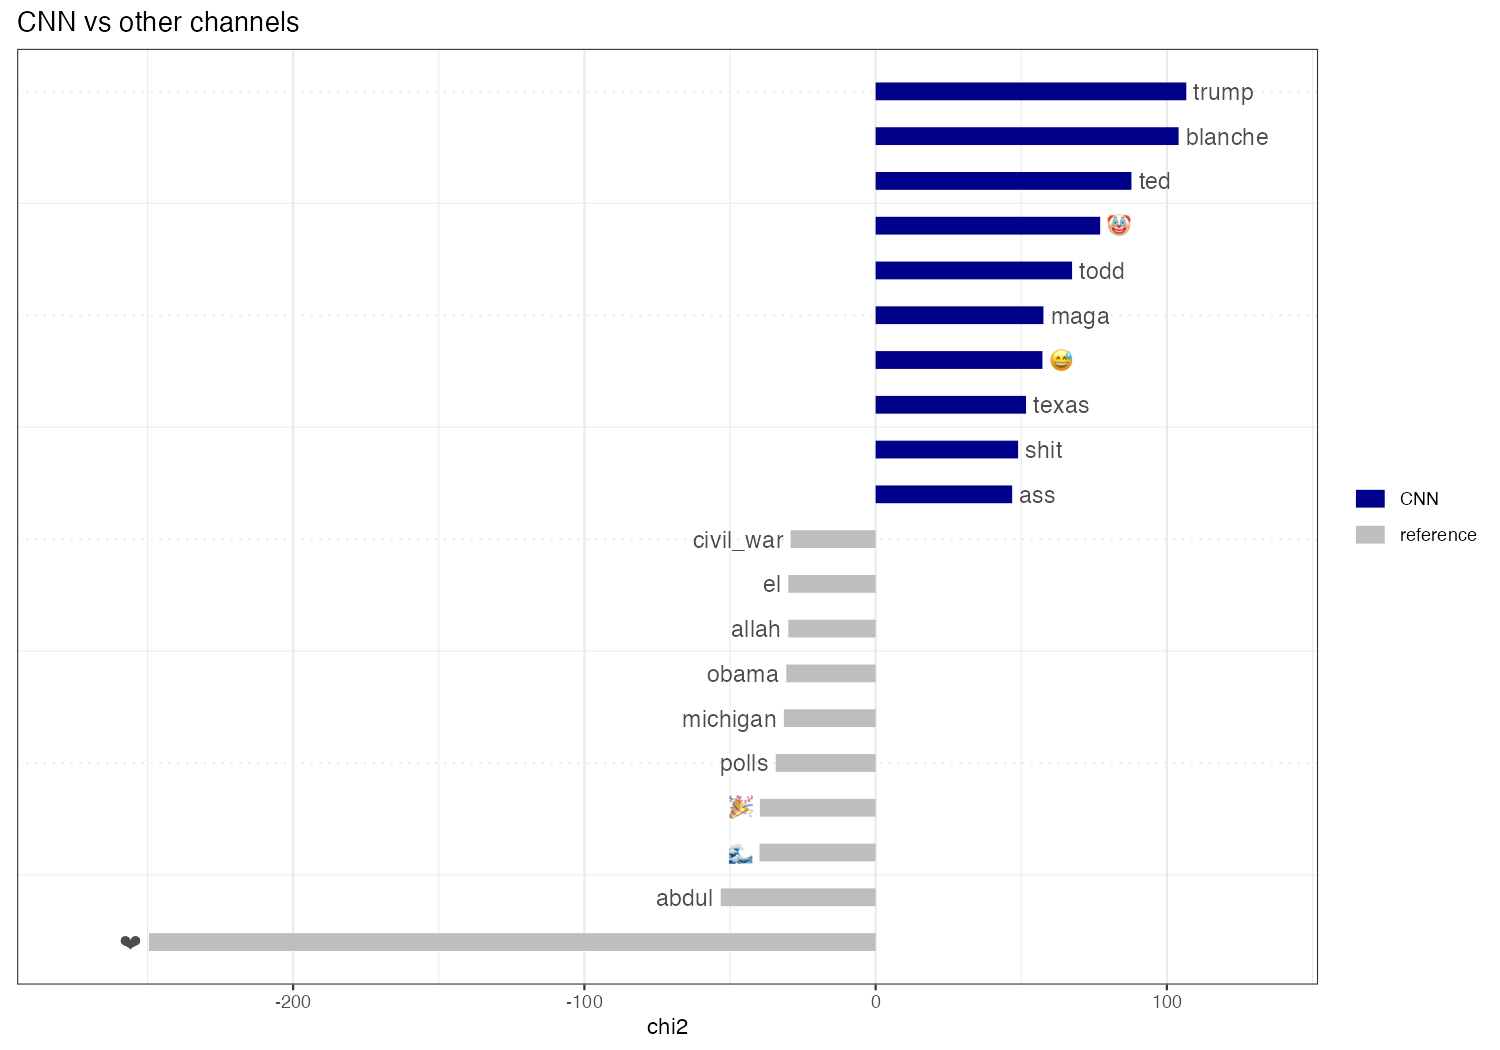 CNN vs other channels
trump
blanche
ted
🤡
todd
maga
😅
texas
shit
ass
civil_war
el
allah
obama
michigan
polls
🎉
🌊
abdul
❤
CNN
reference
-200 -100 0 100
chi2